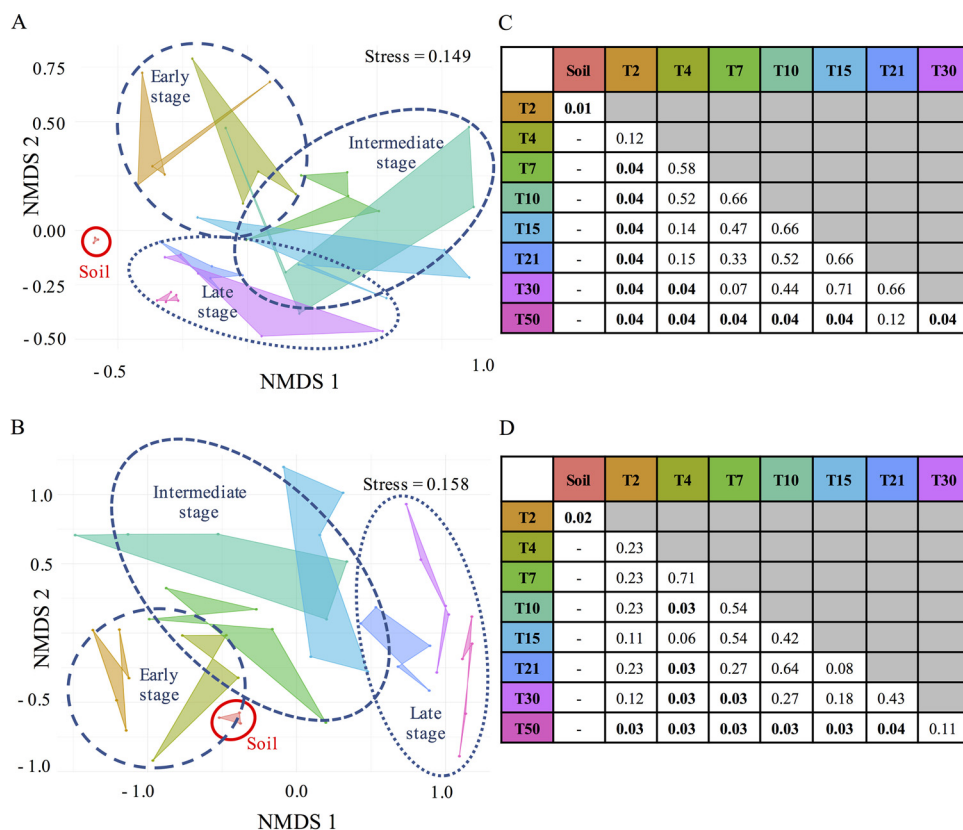 A
Stress = 0.149
0.75
0.50
0.00
- 0.25
- 0.50
NMDS 2
Early
stage
Intermediate
stage
Soil
Late
stage
- 0.5
1.0
NMDS 1
C
Soil T2 T4 T7 T10 T15 T21 T30
T2 0.01
T4 - 0.12
T7 - 0.04 0.58
T10 - 0.04 0.52 0.66
T15 - 0.04 0.14 0.47 0.66
T21 - 0.04 0.15 0.33 0.52 0.66
T30 - 0.04 0.04 0.07 0.44 0.71 0.66
T50 - 0.04 0.04 0.04 0.04 0.04 0.12 0.04
B
Stress = 0.158
1.0
0.5
0.0
- 0.5
- 1.0
NMDS 2
Intermediate
stage
Early
stage
Soil
Late
stage
- 1.0
0.0
1.0
NMDS 1
D
Soil T2 T4 T7 T10 T15 T21 T30
T2 0.02
T4 - 0.23
T7 - 0.23 0.71
T10 - 0.23 0.03 0.54
T15 - 0.11 0.06 0.54 0.42
T21 - 0.23 0.03 0.27 0.64 0.08
T30 - 0.12 0.03 0.03 0.27 0.18 0.43
T50 - 0.03 0.03 0.03 0.03 0.03 0.04 0.11